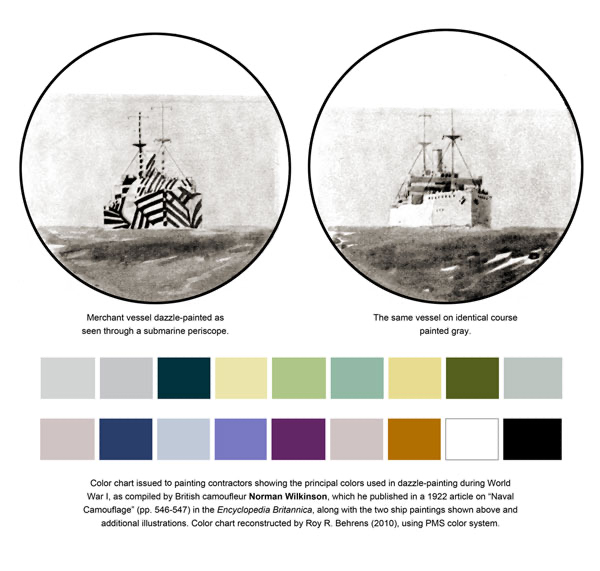 Merchant vessel dazzle-painted as
seen through a submarine periscope.
The same vessel on identical course
painted gray.
Color chart issued to painting contractors showing the principal colors used in dazzle-painting during World
War I, as compiled by British camoufleur Norman Wilkinson, which he published in a 1922 article on “Naval
Camouflage” (pp. 546-547) in the Encyclopedia Britannica, along with the two ship paintings shown above and
additional illustrations. Color chart reconstructed by Roy R. Behrens (2010), using PMS color system.